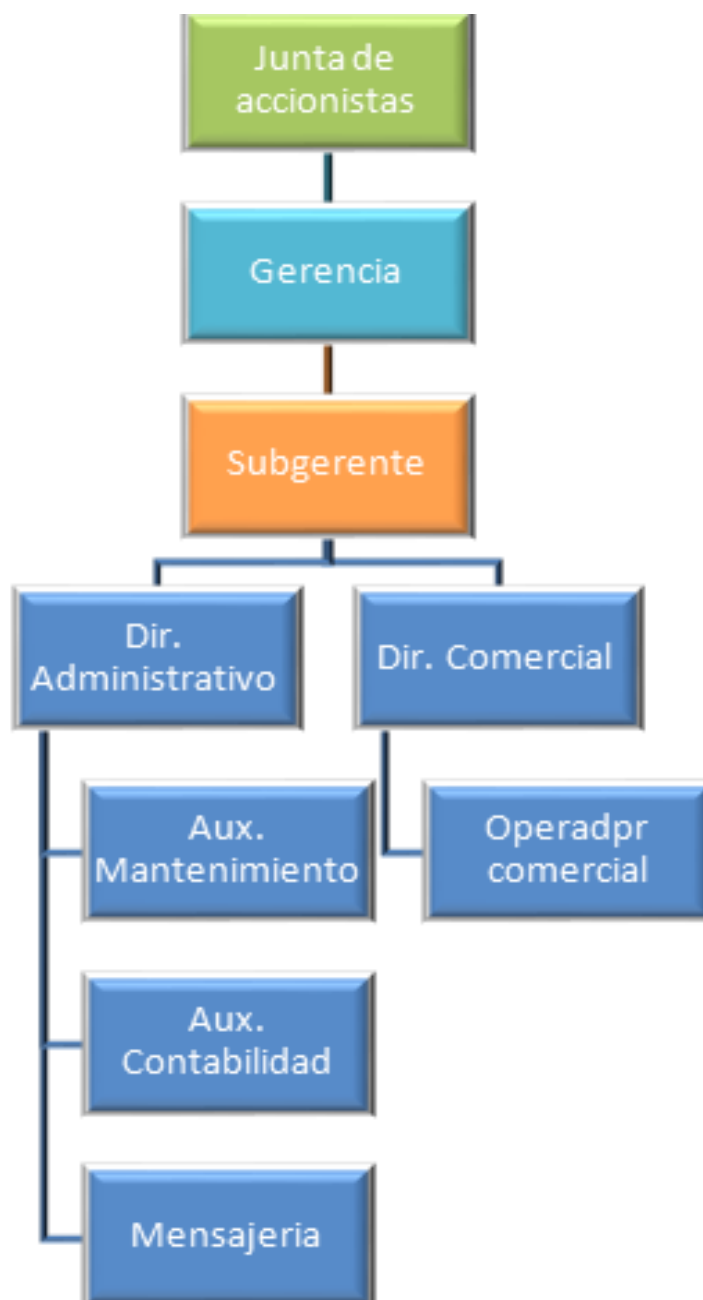 Junta de
accionistas
Gerencia
Subgerente
Dir.
Administrativo
Dir. Comercial
Aux.
Mantenimiento
Operadpr
comercial
Aux.
Contabilidad
Mensajeria